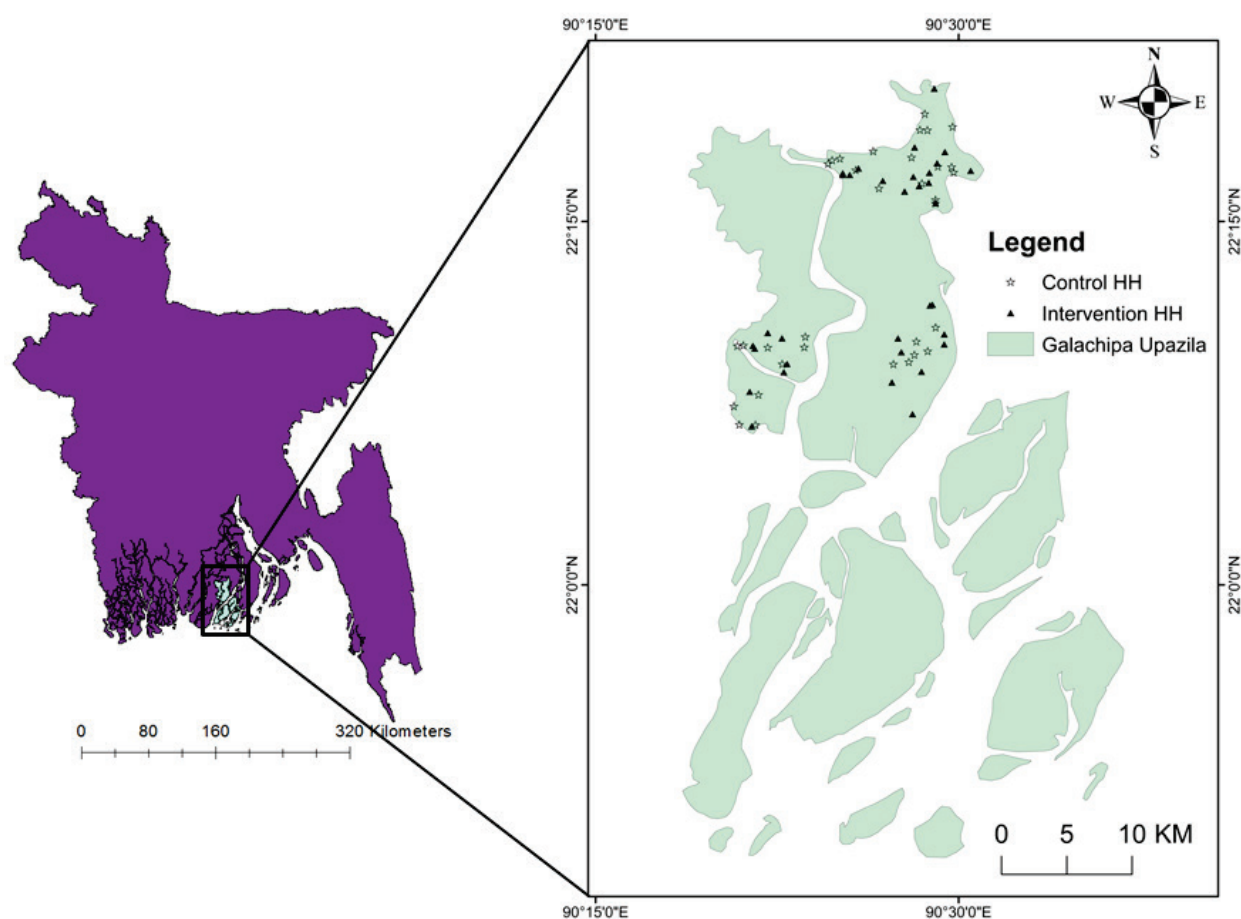 90°15'0"E 90°30'0"E
N
W E
S
22°15'0"N 22°15'0"N
Legend
Control HH
Intervention HH
Galachipa Upazila
22°0'0"N 22°0'0"N
0 80 160 320 Kilometers
0 5 10 KM
90°15'0"E 90°30'0"E